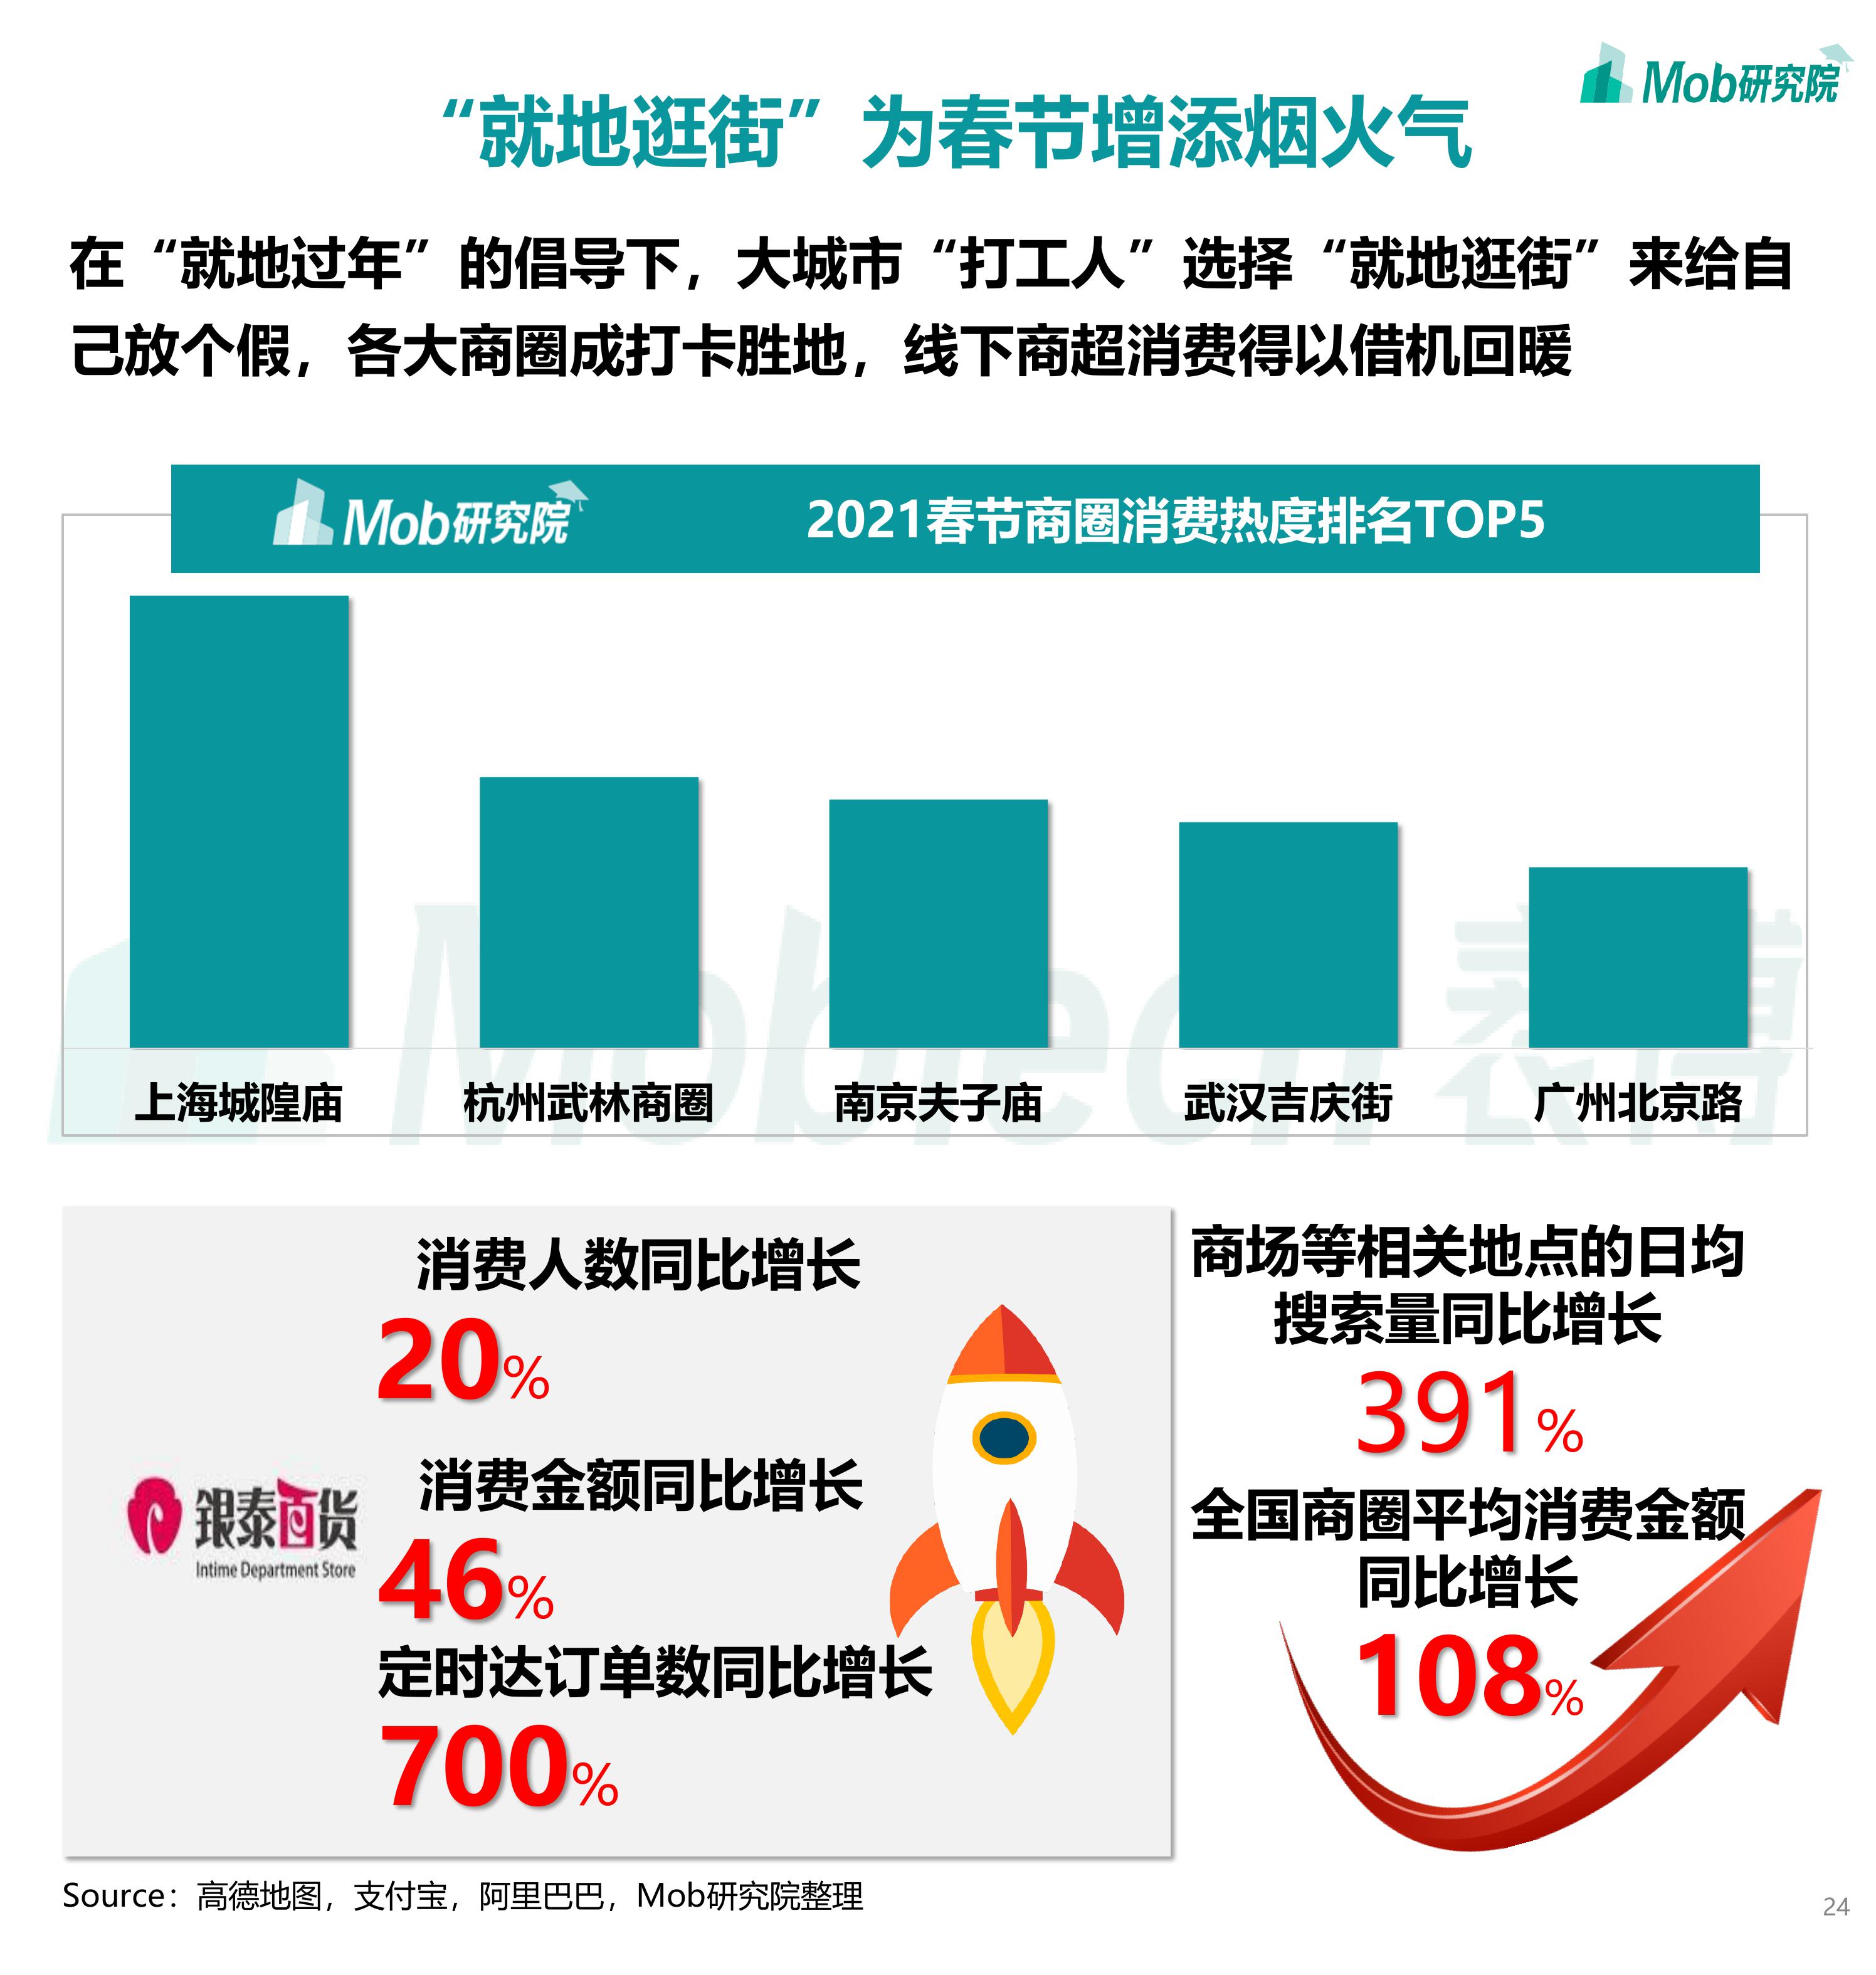 Mob研究院
“就地逛街”为春节增添烟火气
在“就地过年”的倡导下，大城市“打工人”选择“就地逛街”来给自
己放个假，各大商圈成打卡胜地，线下商超消费得以借机回暖
Mob研究院
2021春节商圈消费热度排名TOP5
上海城隍庙
杭州武林商圈
南京夫子庙
武汉吉庆街
广州北京路
Mobtech 袤博
消费人数同比增长
20%
銀泰百货
Intime Department Store
消费金额同比增长
46%
定时达订单数同比增长
700%
商场等相关地点的日均
搜索量同比增长
391%
全国商圈平均消费金额
同比增长
108%
Source：高德地图，支付宝，阿里巴巴，Mob研究院整理
24